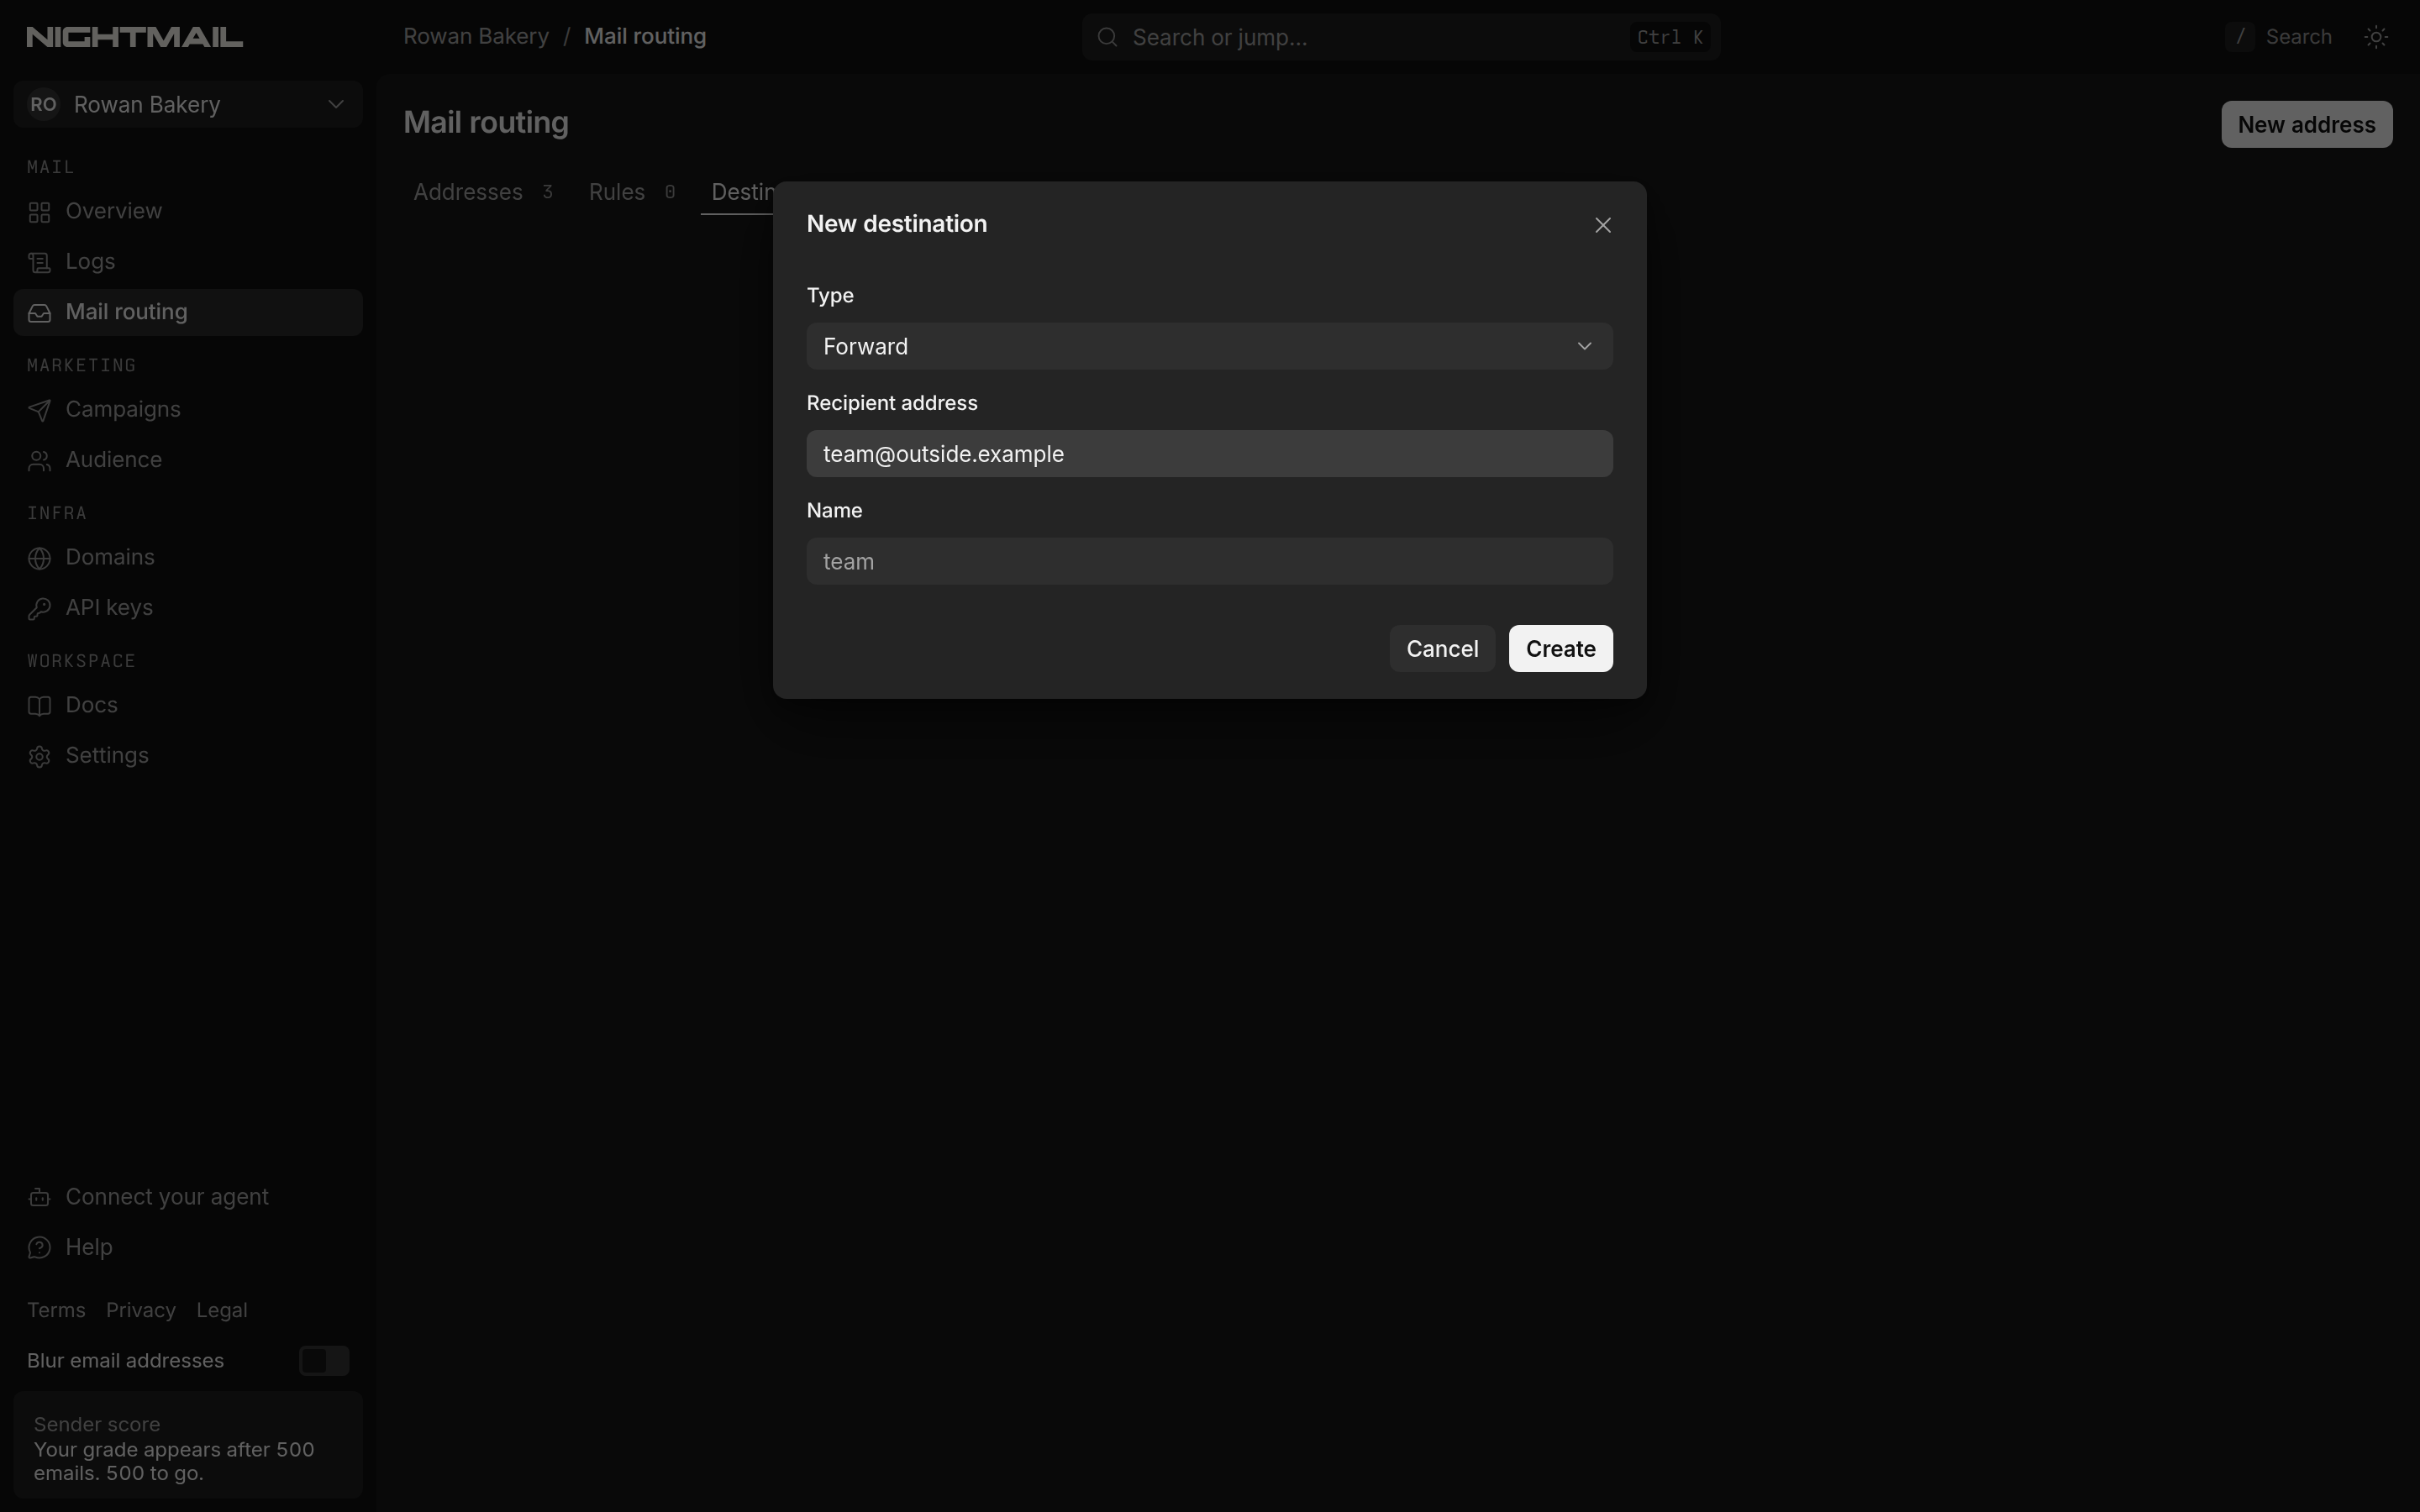 NIGHTMAIL
Rowan Bakery / Mail routing
Search or jump...
Ctrl K
/ Search
RO Rowan Bakery
MAIL
Overview
Logs
Mail routing
MARKETING
Campaigns
Audience
INFRA
Domains
API keys
WORKSPACE
Docs
Settings
Connect your agent
Help
Terms Privacy Legal
Blur email addresses
Sender score
Your grade appears after 500
emails. 500 to go.
Mail routing
New address
Addresses 3 Rules 0 Destin
New destination
Type
Forward
Recipient address
team@outside.example
Name
team
Cancel Create